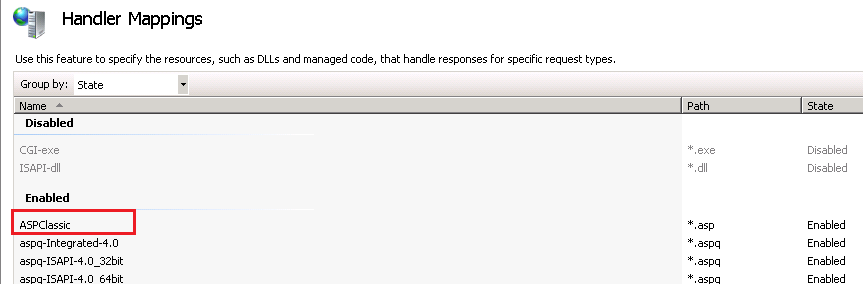 Handler Mappings
Use this feature to specify the resources, such as DLLs and managed code, that handle responses for specific request types.
Group by: State
Name Path State
Disabled
CGI-exe *.exe Disabled
ISAPI-dll *.dll Disabled
Enabled
ASPClassic *.asp Enabled
aspq-Integrated-4.0 *.aspq Enabled
aspq-ISAPI-4.0_32bit *.aspq Enabled
aspq-ISAPI-4.0_64bit *.aspq Enabled